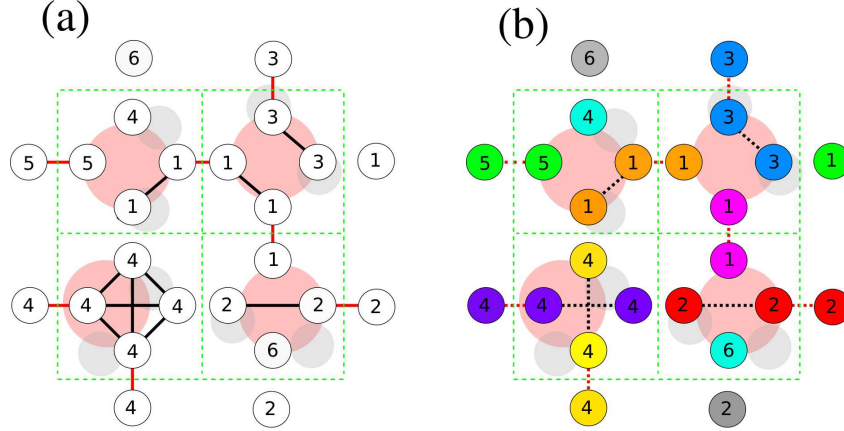 (a) (b)
6 3 6 3
4 3 4 3
5 5 1 1 3 1 5 5 1 1 3 1
1 1 1 1
4 1 4 1
4 4 4 2 2 2 4 4 4 2 2 2
4 6 4 6
4 2 4 2